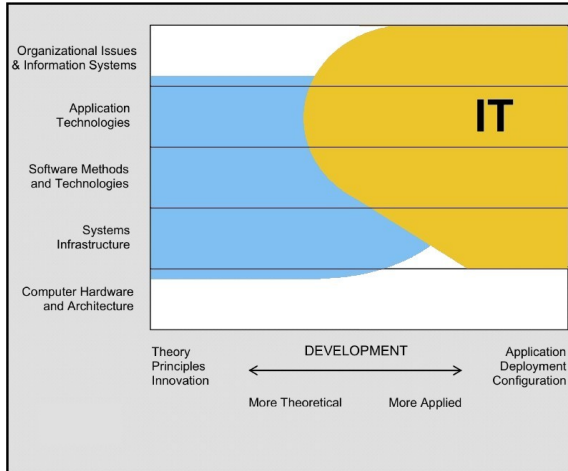 Organizational Issues
& Information Systems
Application
Technologies
IT
Software Methods
and Technologies
Systems
Infrastructure
Computer Hardware
and Architecture
Theory
Principles
Innovation
DEVELOPMENT
Application
Deployment
Configuration
More Theoretical
More Applied